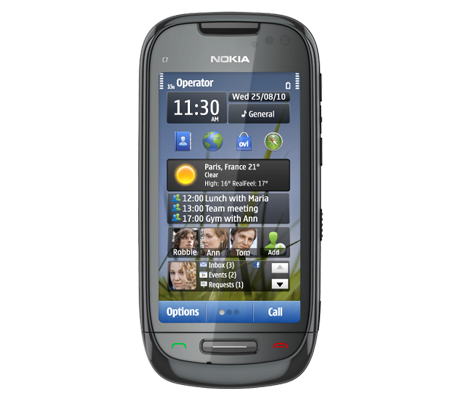 NOKIA
C7
33e Operator
11:30
AM
Wed 25/08/10
General
ovi
Paris, France 21°
Clear
High: 16° RealFeel: 17°
12:00 Lunch with Maria
13:00 Team meeting
17:00 Gym with Ann
Robbie Ann Tom Add
Inbox (3)
f
Events (2)
Requests (1)
Options Call